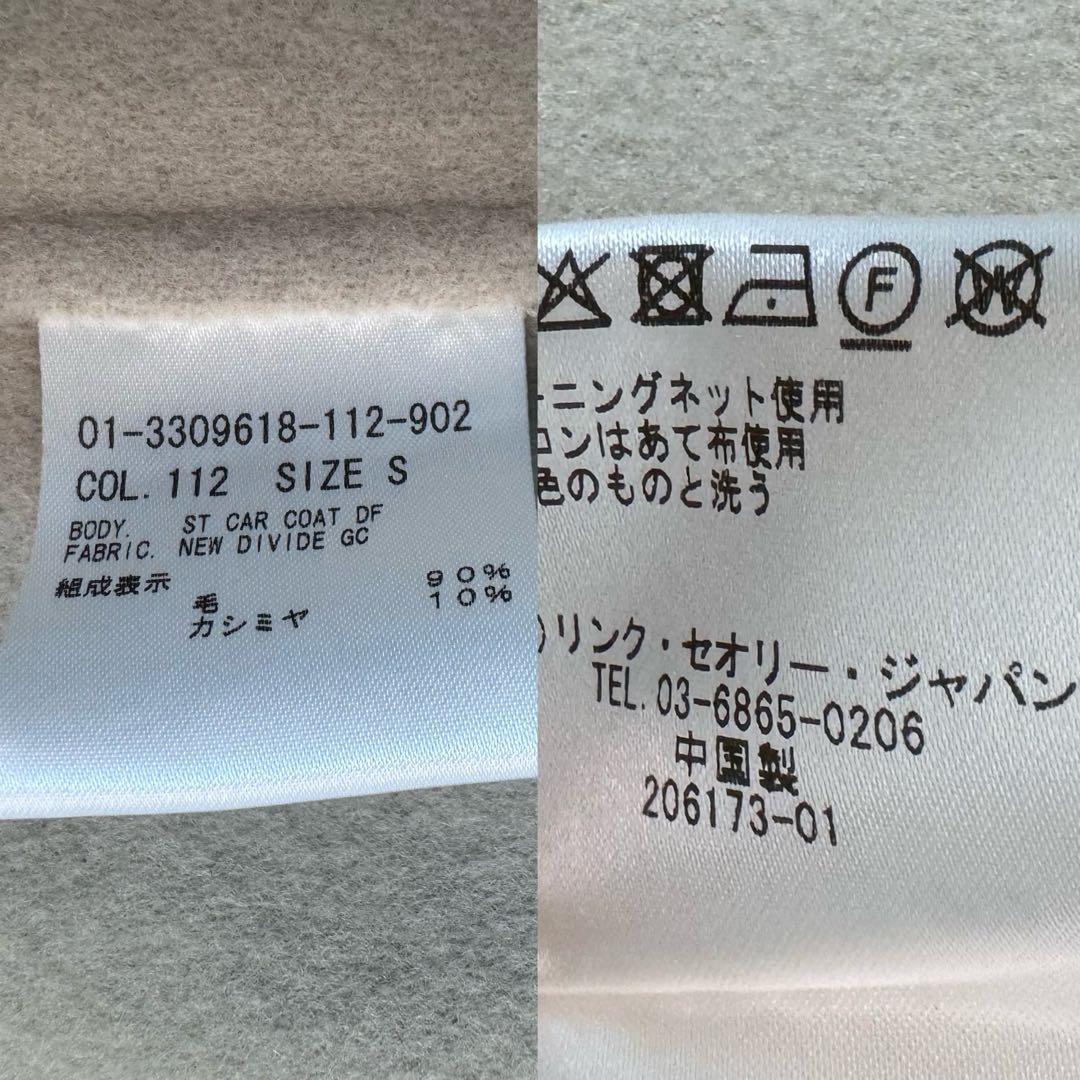 01-3309618-112-902
COL. 112 SIZE S
BODY. ST CAR COAT DF
FABRIC. NEW DIVIDE GC
組成表示
毛 90%
カシミヤ 10%
F
W
ーニングネット使用
ロンはあて布使用
色のものと洗う
)リンク・セオリー・ジャパン
TEL. 03-6865-0206
中国製
206173-01